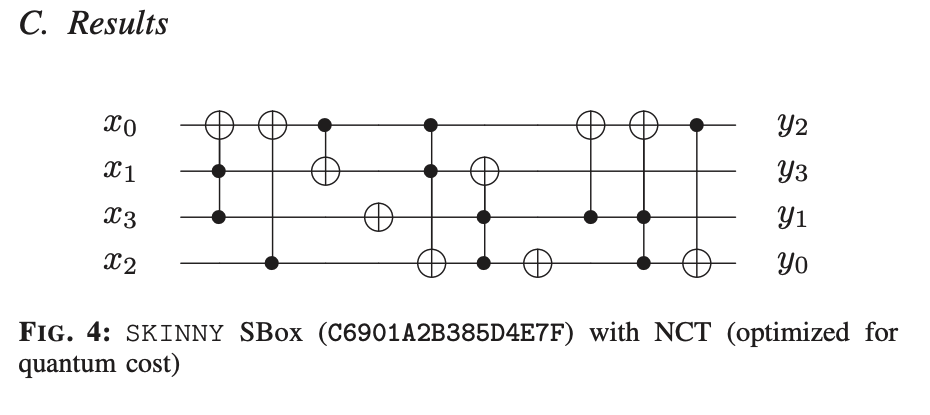 C. Results
x₀ y₂
x₁ y₃
x₃ y₁
x₂ y₀
FIG. 4: SKINNY SBox (C6901A2B385D4E7F) with NCT (optimized for
quantum cost)